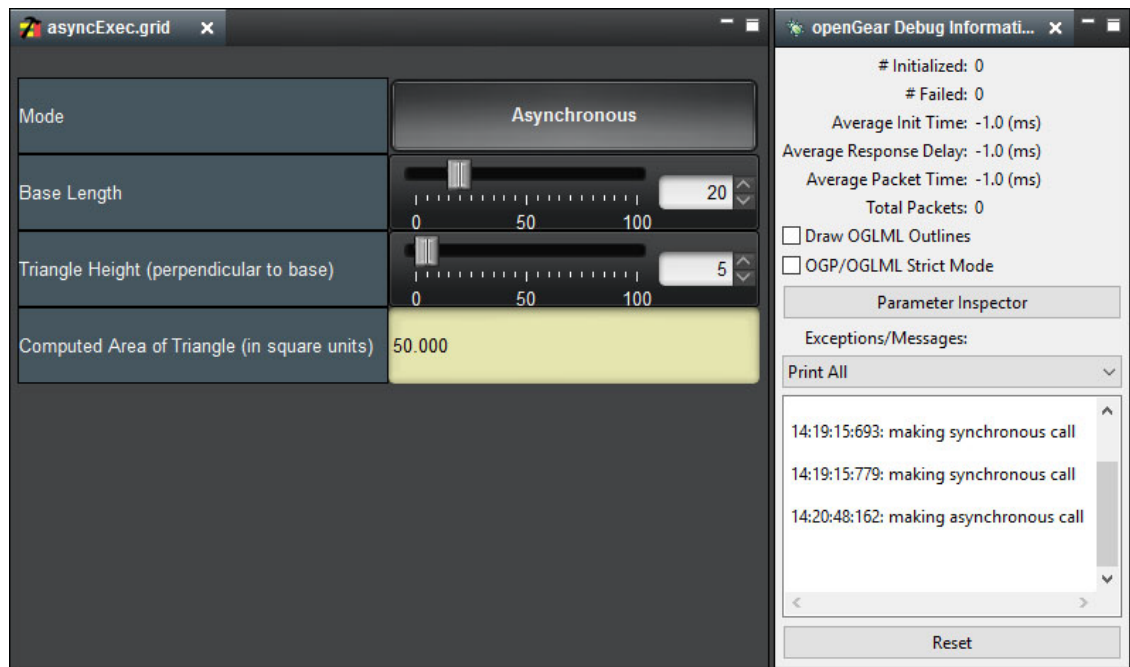 asyncExec.grid
Mode
Asynchronous
Base Length
20
0 50 100
Triangle Height (perpendicular to base)
5
0 50 100
Computed Area of Triangle (in square units)
50.000
openGear Debug Informati...
# Initialized: 0
# Failed: 0
Average Init Time: -1.0 (ms)
Average Response Delay: -1.0 (ms)
Average Packet Time: -1.0 (ms)
Total Packets: 0
Draw OGLML Outlines
OGP/OGLML Strict Mode
Parameter Inspector
Exceptions/Messages:
Print All
14:19:15:693: making synchronous call
14:19:15:779: making synchronous call
14:20:48:162: making asynchronous call
Reset